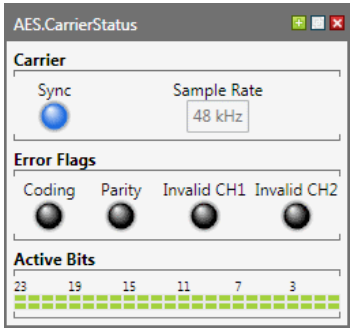 AES.CarrierStatus
Carrier
Sync Sample Rate
48 kHz
Error Flags
Coding Parity Invalid CH1 Invalid CH2
Active Bits
23 19 15 11 7 3